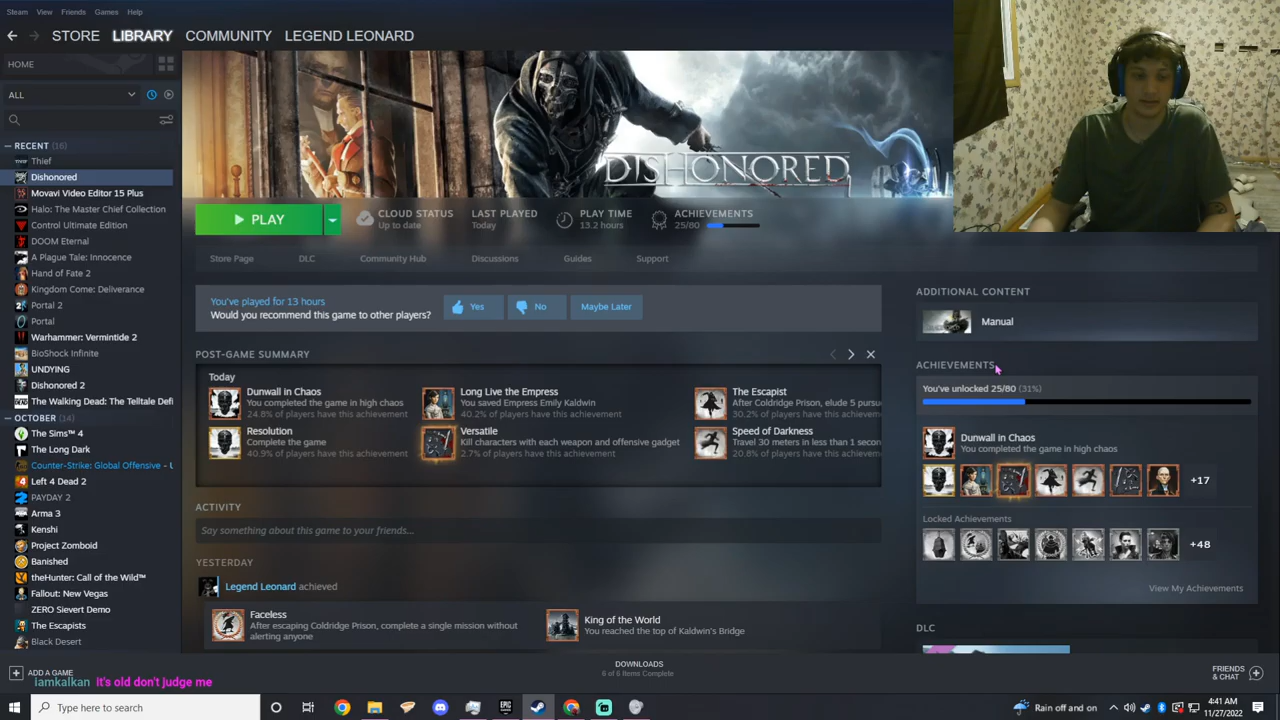 Steam View Friends Games Help
STORE LIBRARY COMMUNITY LEGEND LEONARD
HOME
ALL
RECENT (16)
Thief
Dishonored
Movavi Video Editor 15 Plus
Halo: The Master Chief Collection
Control Ultimate Edition
DOOM Eternal
A Plague Tale: Innocence
Hand of Fate 2
Kingdom Come: Deliverance
Portal 2
Portal
Warhammer: Vermintide 2
BioShock Infinite
UNDYING
Dishonored 2
The Walking Dead: The Telltale Defi
OCTOBER (14)
The Sims™ 4
The Long Dark
Counter-Strike: Global Offensive - U
Left 4 Dead 2
PAYDAY 2
Arma 3
Kenshi
Project Zomboid
Banished
theHunter: Call of the Wild™
Fallout: New Vegas
ZERO Sievert Demo
The Escapists
Black Desert
ADD A GAME
DISHONORED
PLAY
CLOUD STATUS
Up to date
LAST PLAYED
Today
PLAY TIME
13.2 hours
ACHIEVEMENTS
25/80
Store Page DLC Community Hub Discussions Guides Support
You've played for 13 hours
Would you recommend this game to other players?
Yes No Maybe Later
POST-GAME SUMMARY
Today
Dunwall in Chaos
You completed the game in high chaos
24.8% of players have this achievement
Long Live the Empress
You saved Empress Emily Kaldwin
40.2% of players have this achievement
The Escapist
After Coldridge Prison, elude 5 pursu
30.2% of players have this achievem
Resolution
Complete the game
40.9% of players have this achievement
Versatile
Kill characters with each weapon and offensive gadget
2.7% of players have this achievement
Speed of Darkness
Travel 30 meters in less than 1 secon
20.8% of players have this achievem
ACTIVITY
Say something about this game to your friends...
YESTERDAY
Legend Leonard achieved
Faceless
After escaping Coldridge Prison, complete a single mission without
alerting anyone
King of the World
You reached the top of Kaldwin's Bridge
ADDITIONAL CONTENT
Manual
ACHIEVEMENTS
You've unlocked 25/80 (31%)
Dunwall in Chaos
You completed the game in high chaos
+17
Locked Achievements
+48
View My Achievements
DLC
DOWNLOADS
6 of 6 Items Complete
FRIENDS
& CHAT
iamkalkan it's old don't judge me
Type here to search
EPIC
Rain off and on
4:41 AM
11/27/2022